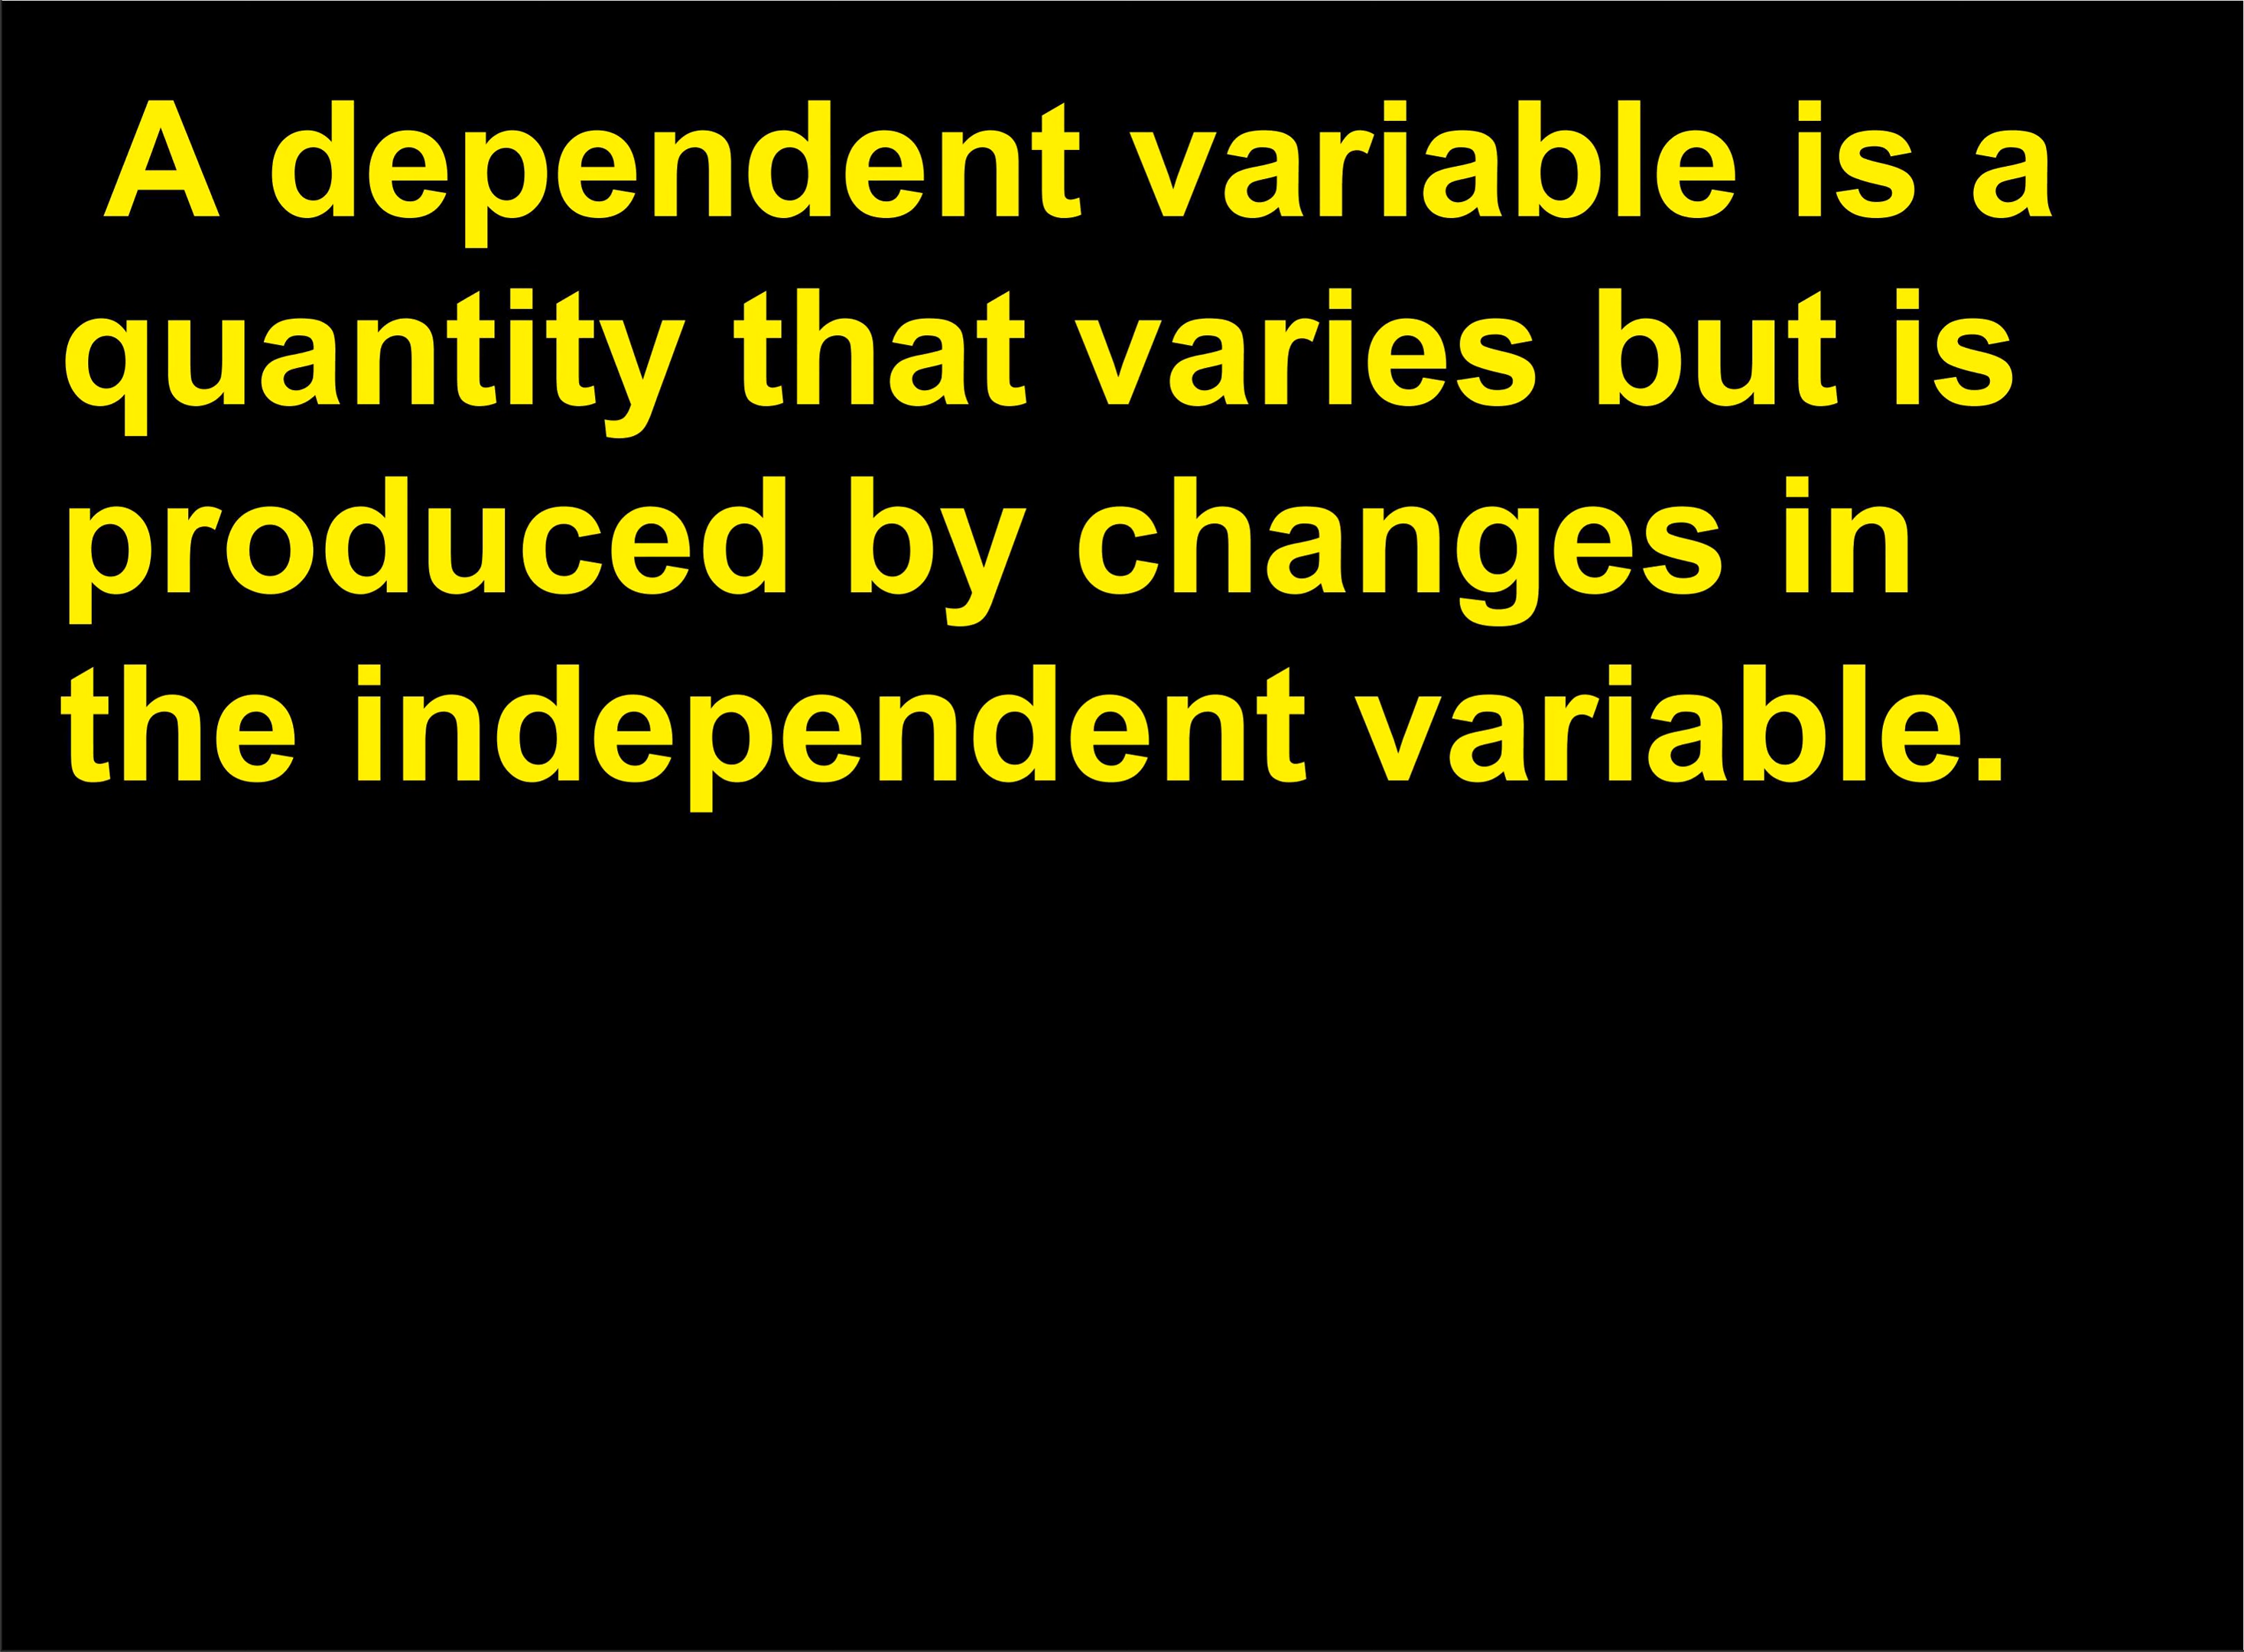 A dependent variable is a
quantity that varies but is
produced by changes in
the independent variable.